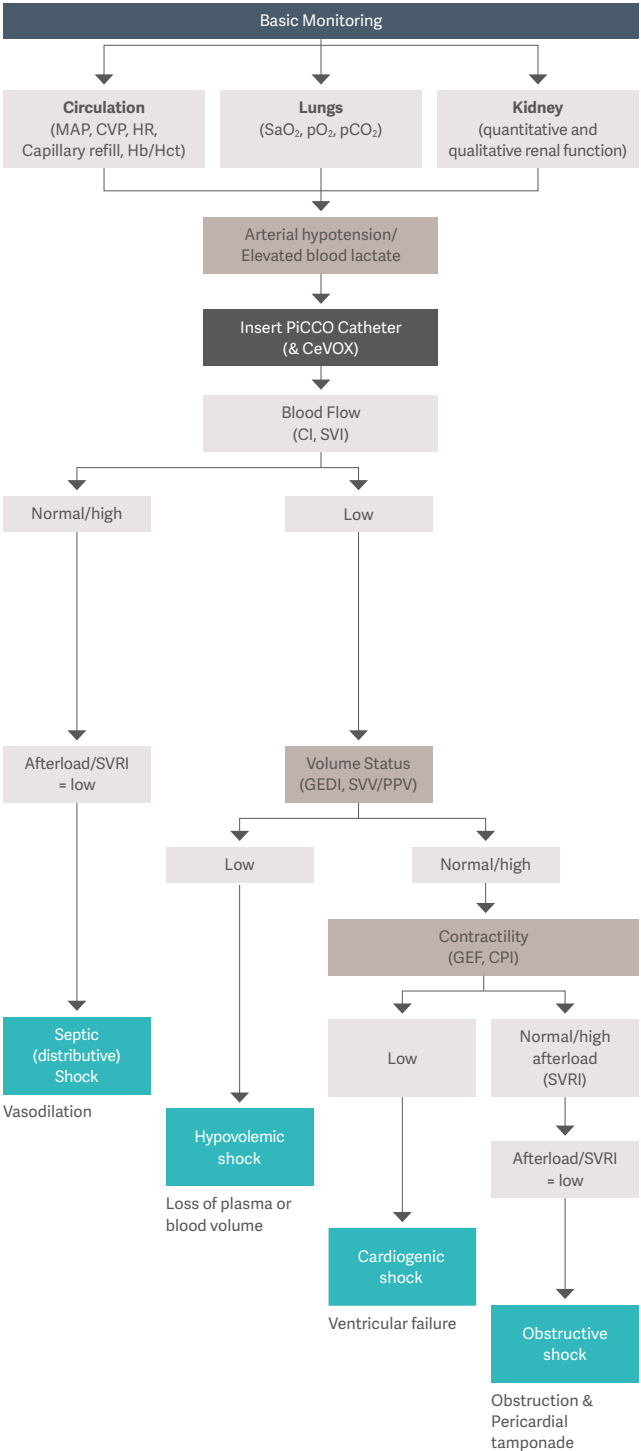 Basic Monitoring
Circulation
(MAP, CVP, HR,
Capillary refill, Hb/Hct)
Lungs
(SaO₂, pO₂, pCO₂)
Kidney
(quantitative and
qualitative renal function)
Arterial hypotension/
Elevated blood lactate
Insert PiCCO Catheter
(& CeVOX)
Blood Flow
(CI, SVI)
Normal/high
Low
Afterload/SVRI
= low
Volume Status
(GEDI, SVV/PPV)
Low
Normal/high
Contractility
(GEF, CPI)
Septic
(distributive)
Shock
Vasodilation
Low
Normal/high
afterload
(SVRI)
Hypovolemic
shock
Loss of plasma or
blood volume
Afterload/SVRI
= low
Cardiogenic
shock
Ventricular failure
Obstructive
shock
Obstruction &
Pericardial
tamponade